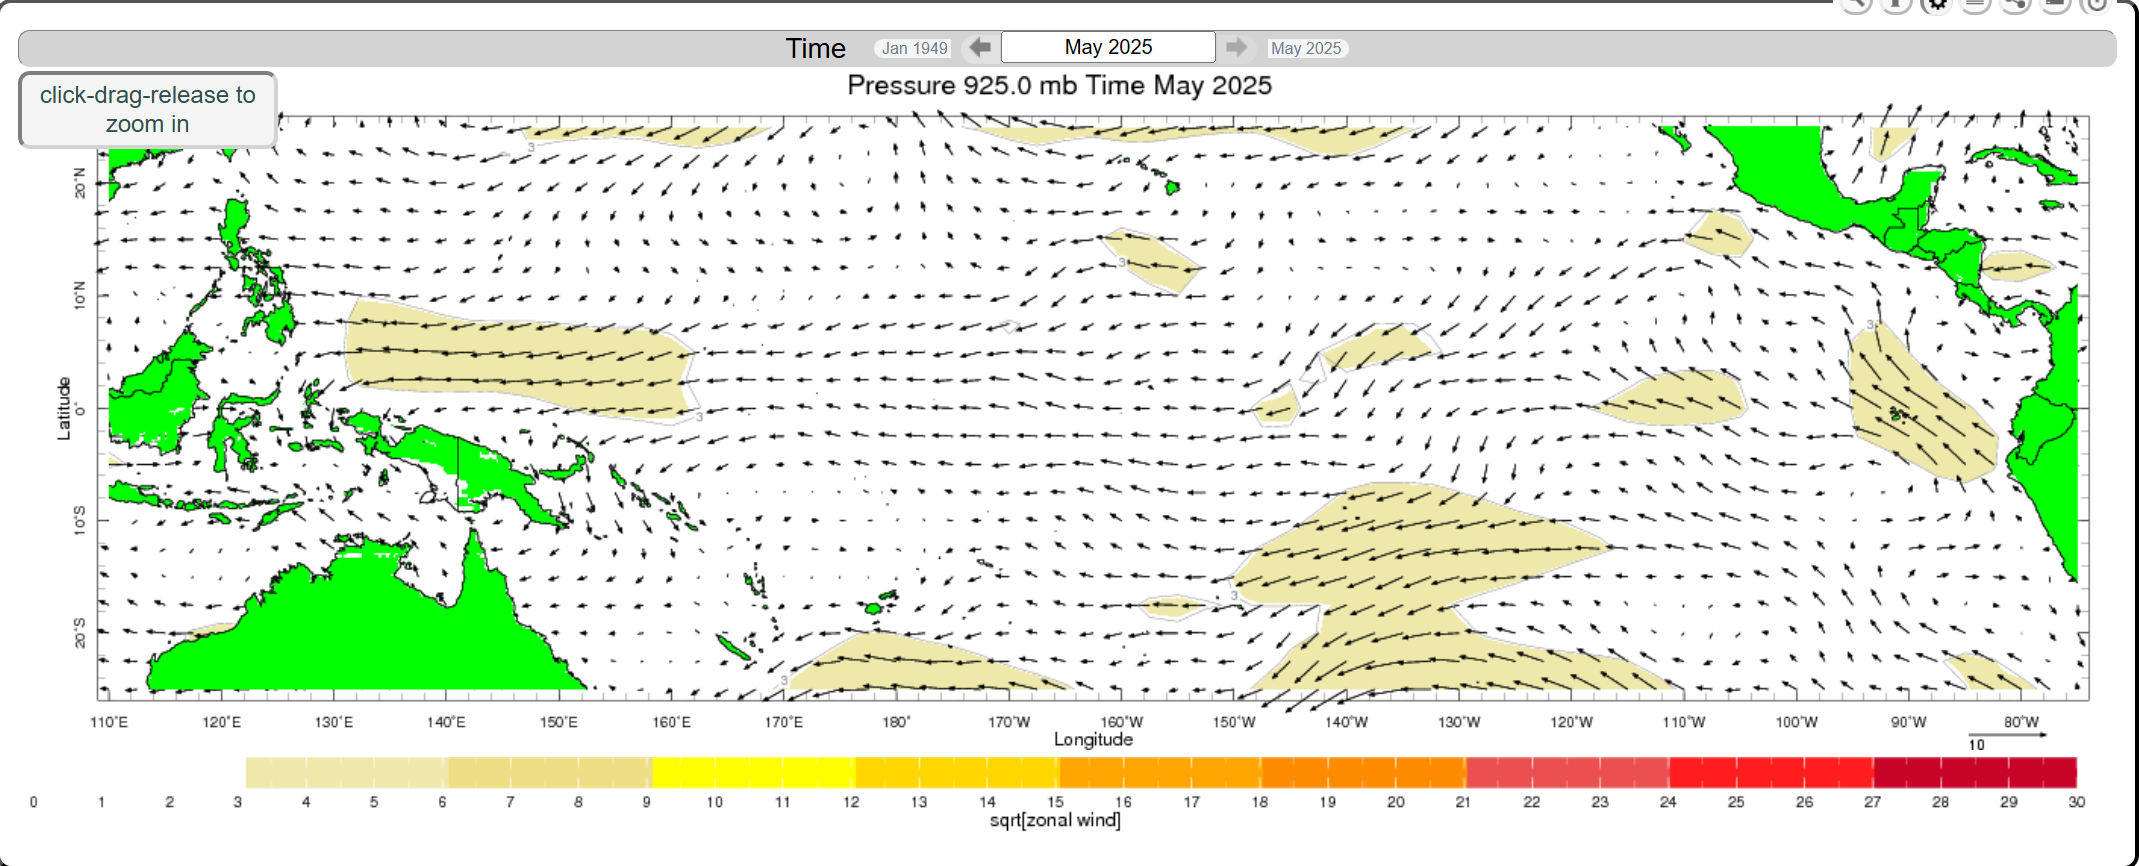 Time Jan 1949 May 2025 May 2025
click-drag-release to
zoom in
Pressure 925.0 mb Time May 2025
3
20°N
3
10°N
3
3
Latitude
0°
3
10°S
3
20°S
3
110°E 120°E 130°E 140°E 150°E 160°E 170°E 180° 170°W 160°W 150°W 140°W 130°W 120°W 110°W 100°W 90°W 80°W
Longitude
10
0 1 2 3 4 5 6 7 8 9 10 11 12 13 14 15 16 17 18 19 20 21 22 23 24 25 26 27 28 29 30
sqrt[zonal wind]